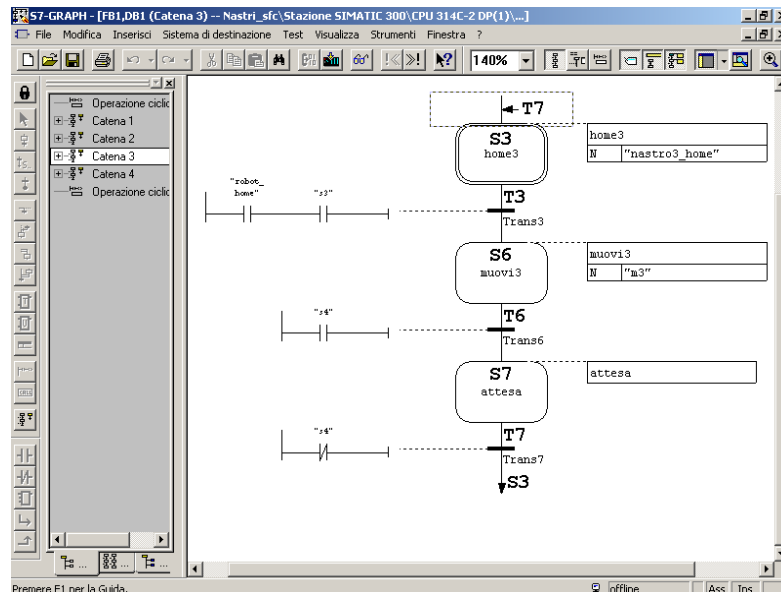 S7-GRAPH - [FB1,DB1 (Catena 3) -- Nastri_sfc\Stazione SIMATIC 300\CPU 314C-2 DP(1)\...]
File Modifica Inserisci Sistema di destinazione Test Visualizza Strumenti Finestra ?
140%
Operazione ciclic
Catena 1
Catena 2
Catena 3
Catena 4
Operazione ciclic
T7
S3
home3
home3
N "nastro3_home"
"robot_
home" "s3"
T3
Trans3
S6
muovi3
muovi3
N "m3"
"s4"
T6
Trans6
S7
attesa
attesa
"s4"
T7
Trans7
S3
Premere F1 per la Guida.
offline
Ass
Ins